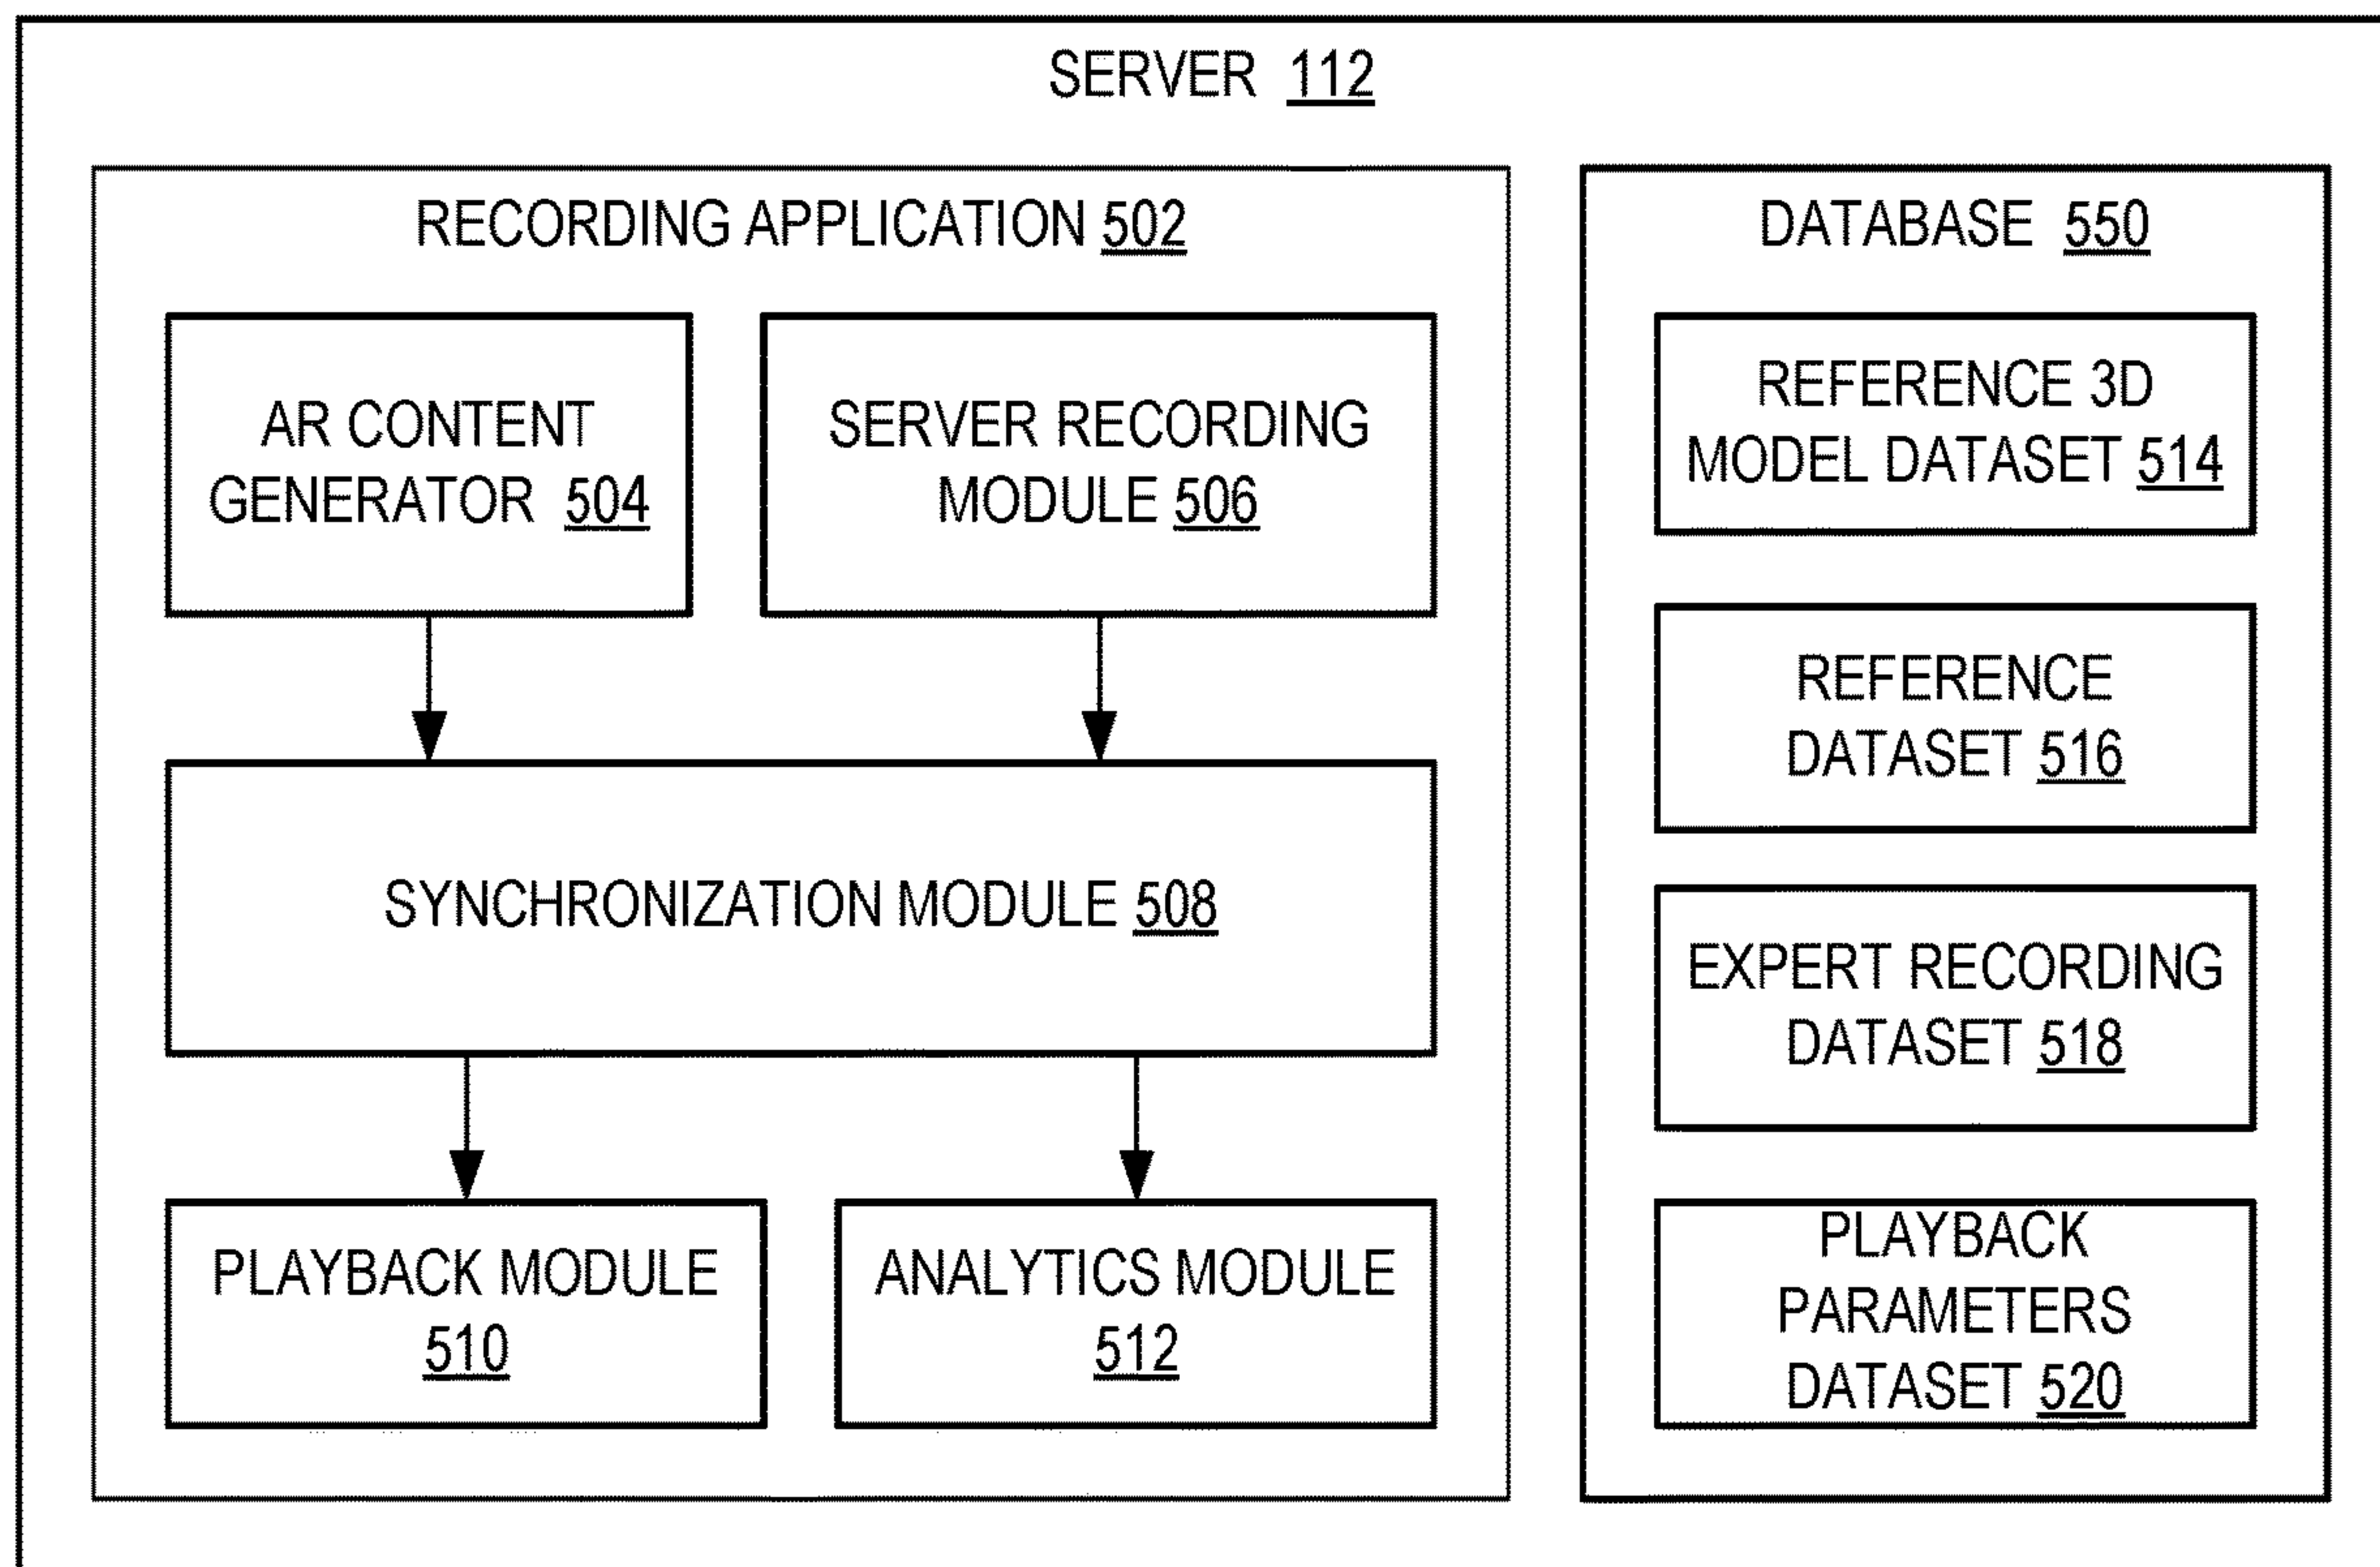 SERVER 112
RECORDING APPLICATION 502
AR CONTENT
GENERATOR 504
SERVER RECORDING
MODULE 506
SYNCHRONIZATION MODULE 508
PLAYBACK MODULE
510
ANALYTICS MODULE
512
DATABASE 550
REFERENCE 3D
MODEL DATASET 514
REFERENCE
DATASET 516
EXPERT RECORDING
DATASET 518
PLAYBACK
PARAMETERS
DATASET 520